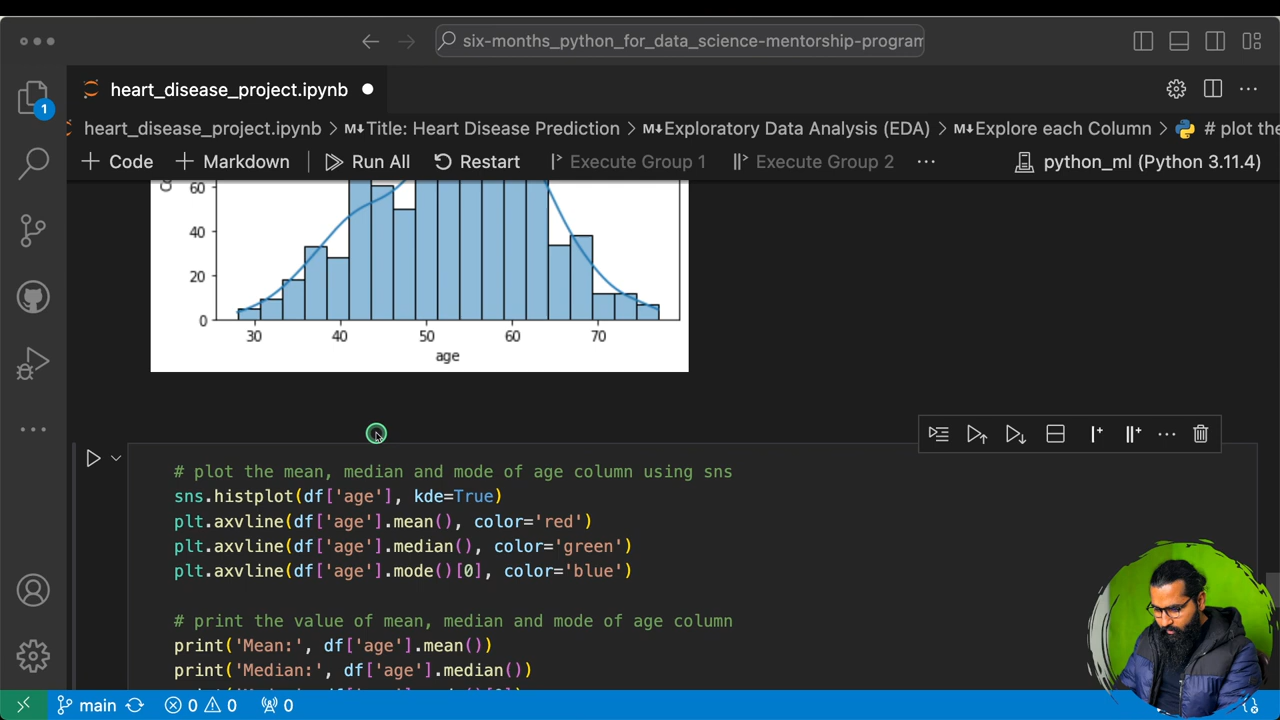 six-months_python_for_data_science-mentorship-program
heart_disease_project.ipynb
heart_disease_project.ipynb > M↓Title: Heart Disease Prediction > M↓Exploratory Data Analysis (EDA) > M↓Explore each Column > # plot the
+ Code + Markdown Run All Restart Execute Group 1 Execute Group 2 ... python_ml (Python 3.11.4)
1
60
40
20
0
30 40 50 60 70
age
# plot the mean, median and mode of age column using sns
sns.histplot(df['age'], kde=True)
plt.axvline(df['age'].mean(), color='red')
plt.axvline(df['age'].median(), color='green')
plt.axvline(df['age'].mode()[0], color='blue')
# print the value of mean, median and mode of age column
print('Mean:', df['age'].mean())
print('Median:', df['age'].median())
main 0 0 0